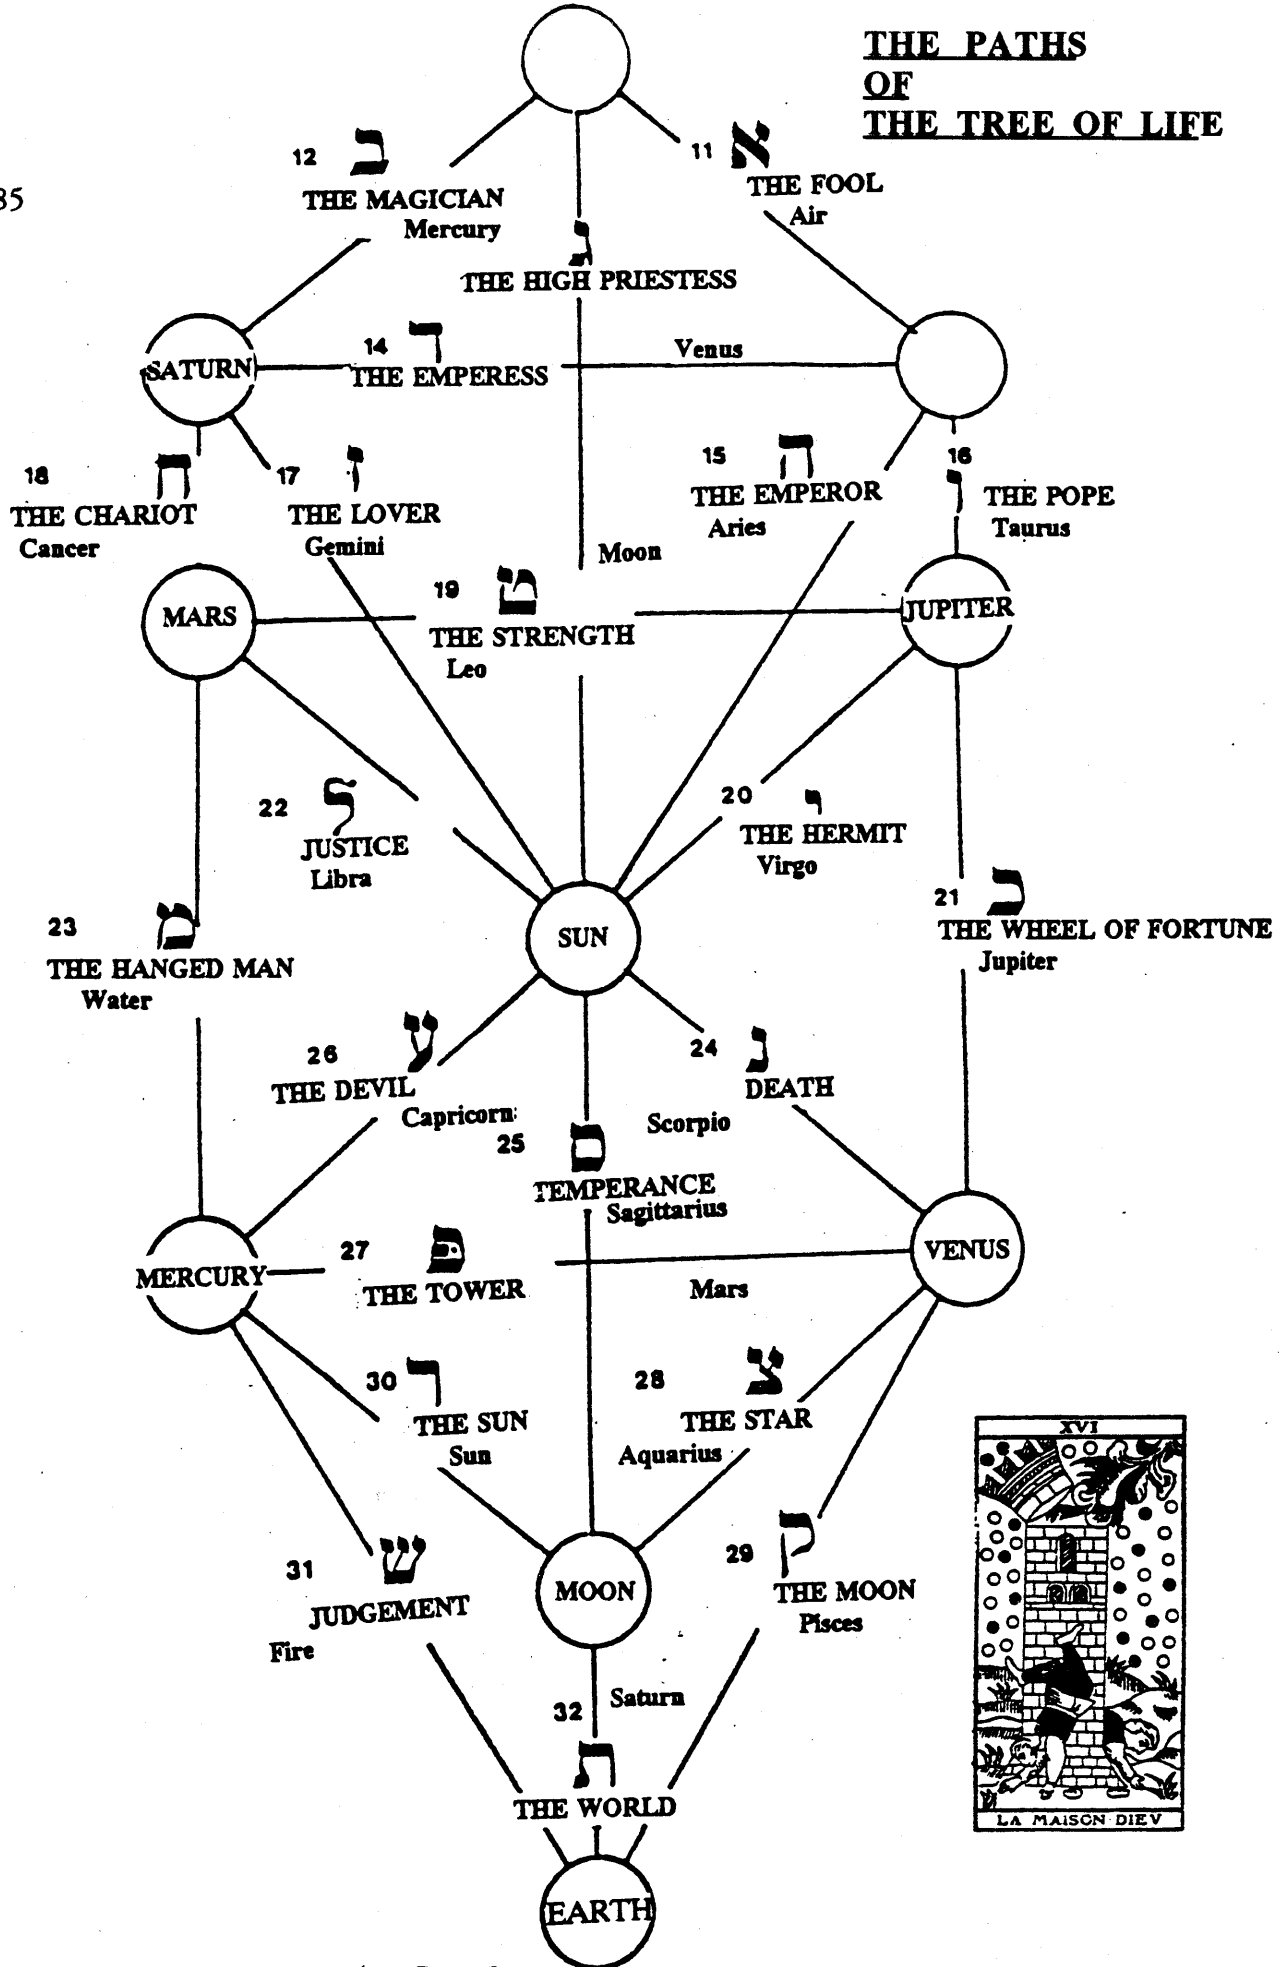 THE PATHS
OF
THE TREE OF LIFE
85
12 ב
THE MAGICIAN
Mercury
11 א
THE FOOL
Air
ג
THE HIGH PRIESTESS
14 ד
THE EMPERESS
Venus
SATURN
18 ח
THE CHARIOT
Cancer
17 ז
THE LOVER
Gemini
15 ה
THE EMPEROR
Aries
16
ו THE POPE
Taurus
Moon
MARS
19 ט
THE STRENGTH
Leo
JUPITER
22 ל
JUSTICE
Libra
20 י
THE HERMIT
Virgo
21 כ
THE WHEEL OF FORTUNE
Jupiter
23 מ
THE HANGED MAN
Water
SUN
26 ע
THE DEVIL
Capricorn
24 נ
DEATH
Scorpio
25
ס
TEMPERANCE
Sagittarius
MERCURY
27 פּ
THE TOWER
Mars
VENUS
30 ר
THE SUN
Sun
28 צ
THE STAR
Aquarius
31 ש
JUDGEMENT
Fire
MOON
29 ק
THE MOON
Pisces
32 Saturn
ת
THE WORLD
EARTH
XVI
LA MAISON DIEV